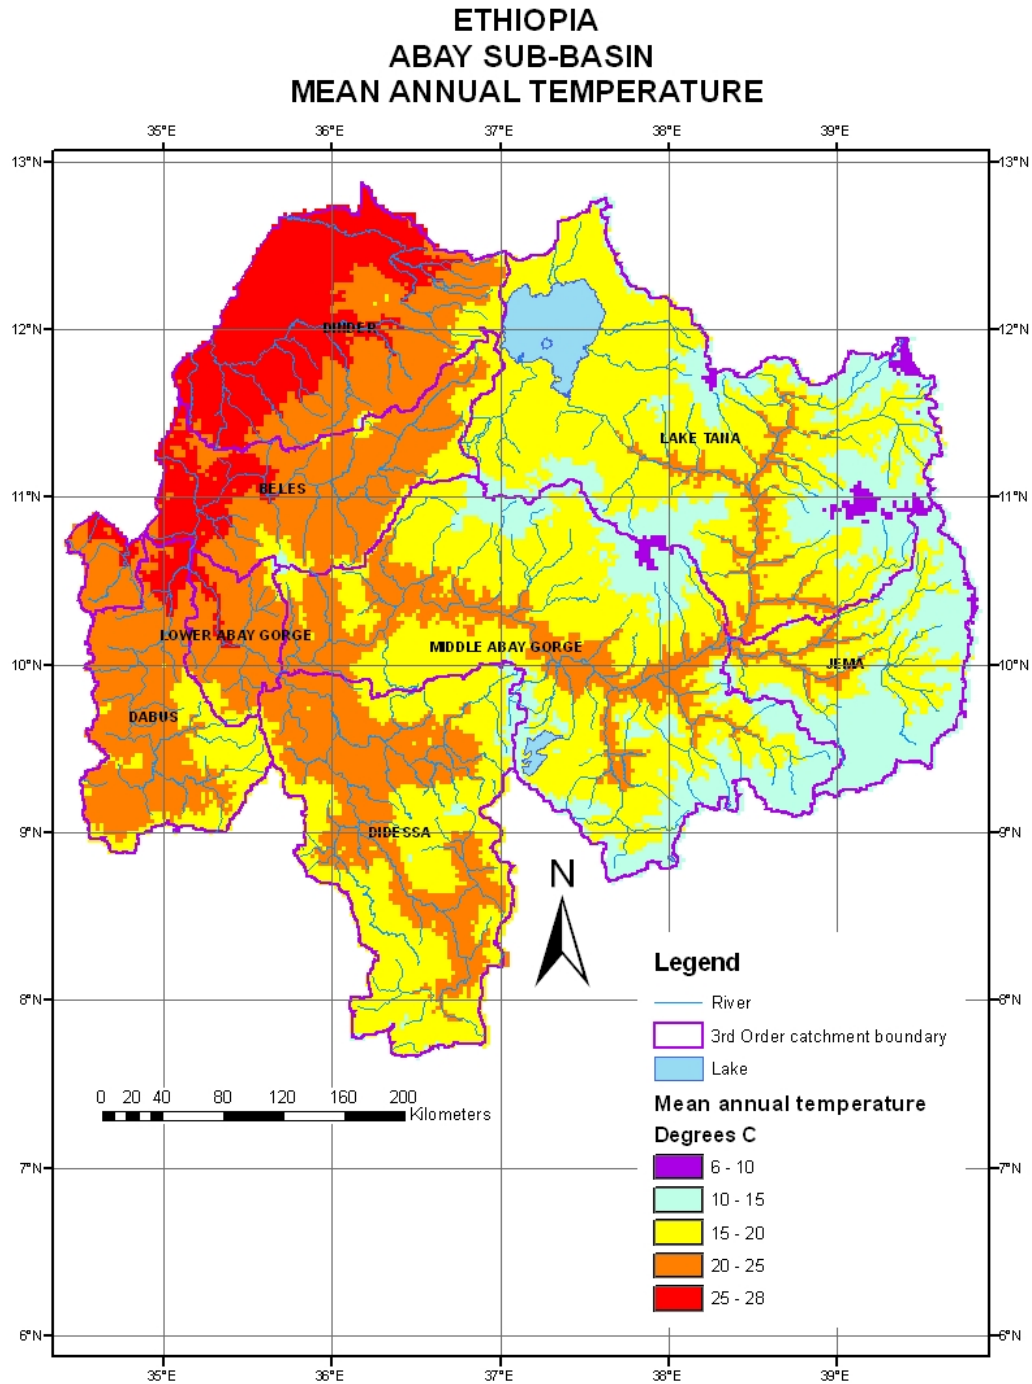 ETHIOPIA
ABAY SUB-BASIN
MEAN ANNUAL TEMPERATURE
35°E 36°E 37°E 38°E 39°E
13°N 13°N
12°N 12°N
DINDER
LAKE TANA
BELES
11°N 11°N
LOWER ABAY GORGE
MIDDLE ABAY GORGE
10°N 10°N
JEMA
DABUS
DIDESSA
9°N 9°N
N
Legend
8°N 8°N
River
3rd Order catchment boundary
Lake
0 20 40 80 120 160 200
Kilometers
Mean annual temperature
Degrees C
6 - 10
7°N 7°N
10 - 15
15 - 20
20 - 25
25 - 28
6°N 6°N
35°E 36°E 37°E 38°E 39°E